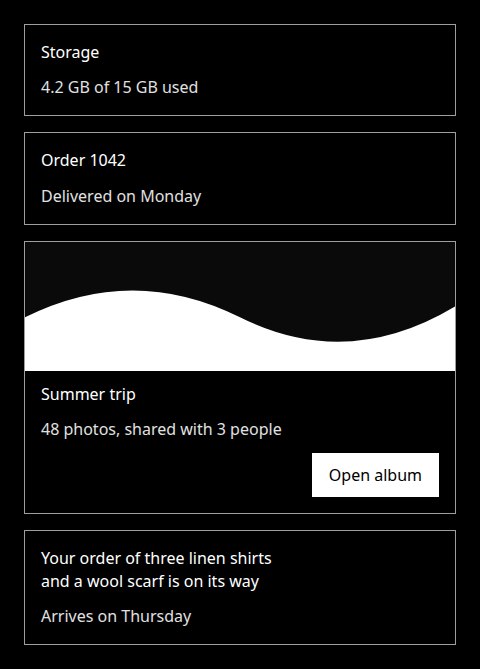 Storage
4.2 GB of 15 GB used
Order 1042
Delivered on Monday
Summer trip
48 photos, shared with 3 people
Open album
Your order of three linen shirts
and a wool scarf is on its way
Arrives on Thursday